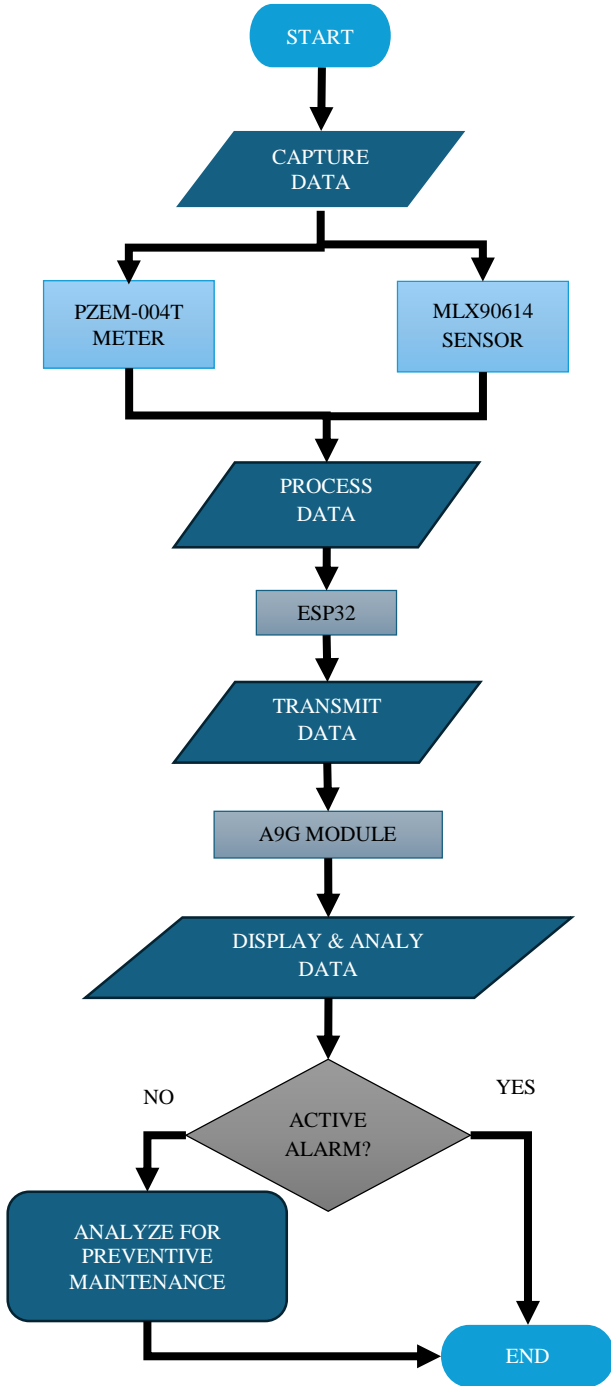 START
CAPTURE
DATA
PZEM-004T
METER
MLX90614
SENSOR
PROCESS
DATA
ESP32
TRANSMIT
DATA
A9G MODULE
DISPLAY & ANALY
DATA
NO
YES
ACTIVE
ALARM?
ANALYZE FOR
PREVENTIVE
MAINTENANCE
END